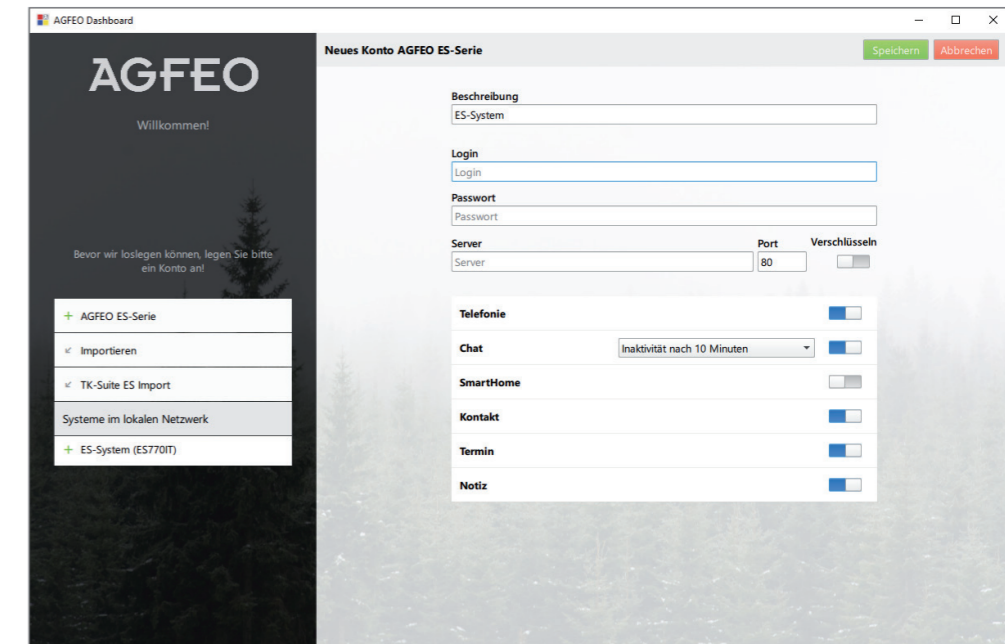 AGFEO Dashboard
AGFEO
Willkommen!
Bevor wir loslegen können, legen Sie bitte
ein Konto an!
+ AGFEO ES-Serie
Importieren
TK-Suite ES Import
Systeme im lokalen Netzwerk
+ ES-System (ES770IT)
Neues Konto AGFEO ES-Serie
Speichern Abbrechen
Beschreibung
ES-System
Login
Login
Passwort
Passwort
Server Port Verschlüsseln
Server 80
Telefonie
Chat Inaktivität nach 10 Minuten
SmartHome
Kontakt
Termin
Notiz